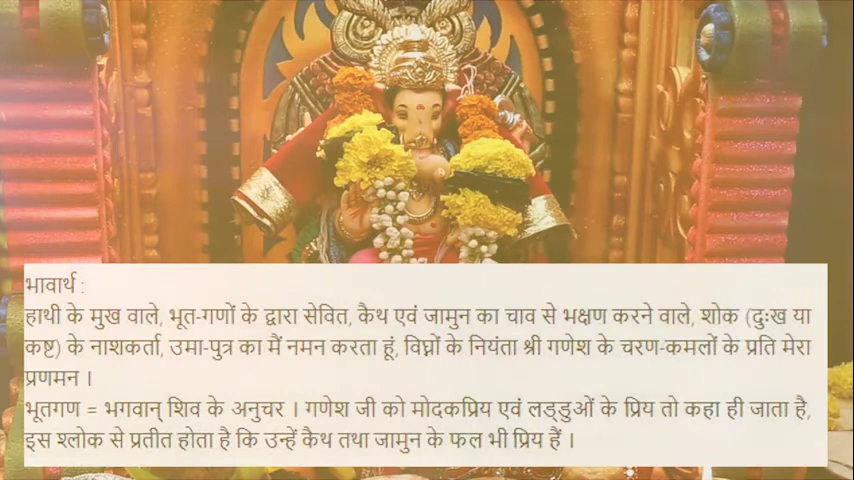 भावार्थ :
हाथी के मुख वाले, भूत-गणों के द्वारा सेवित, कैथ एवं जामुन का चाव से भक्षण करने वाले, शोक (दुःख या
कष्ट) के नाशकर्ता, उमा-पुत्र का मैं नमन करता हूं, विघ्नों के नियंता श्री गणेश के चरण-कमलों के प्रति मेरा
प्रणमन ।
भूतगण = भगवान् शिव के अनुचर । गणेश जी को मोदकप्रिय एवं लड्डुओं के प्रिय तो कहा ही जाता है,
इस श्लोक से प्रतीत होता है कि उन्हें कैथ तथा जामुन के फल भी प्रिय हैं ।